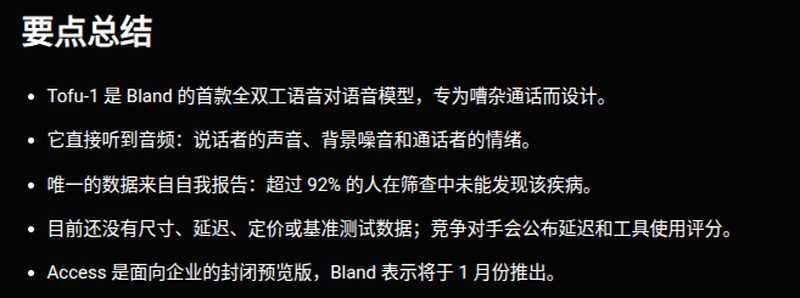 要点总结
• Tofu-1 是 Bland 的首款全双工语音对语音模型，专为嘈杂通话而设计。
• 它直接听到音频：说话者的声音、背景噪音和通话者的情绪。
• 唯一的数据来自自我报告：超过 92% 的人在筛查中未能发现该疾病。
• 目前还没有尺寸、延迟、定价或基准测试数据；竞争对手会公布延迟和工具使用评分。
• Access 是面向企业的封闭预览版，Bland 表示将于 1 月份推出。